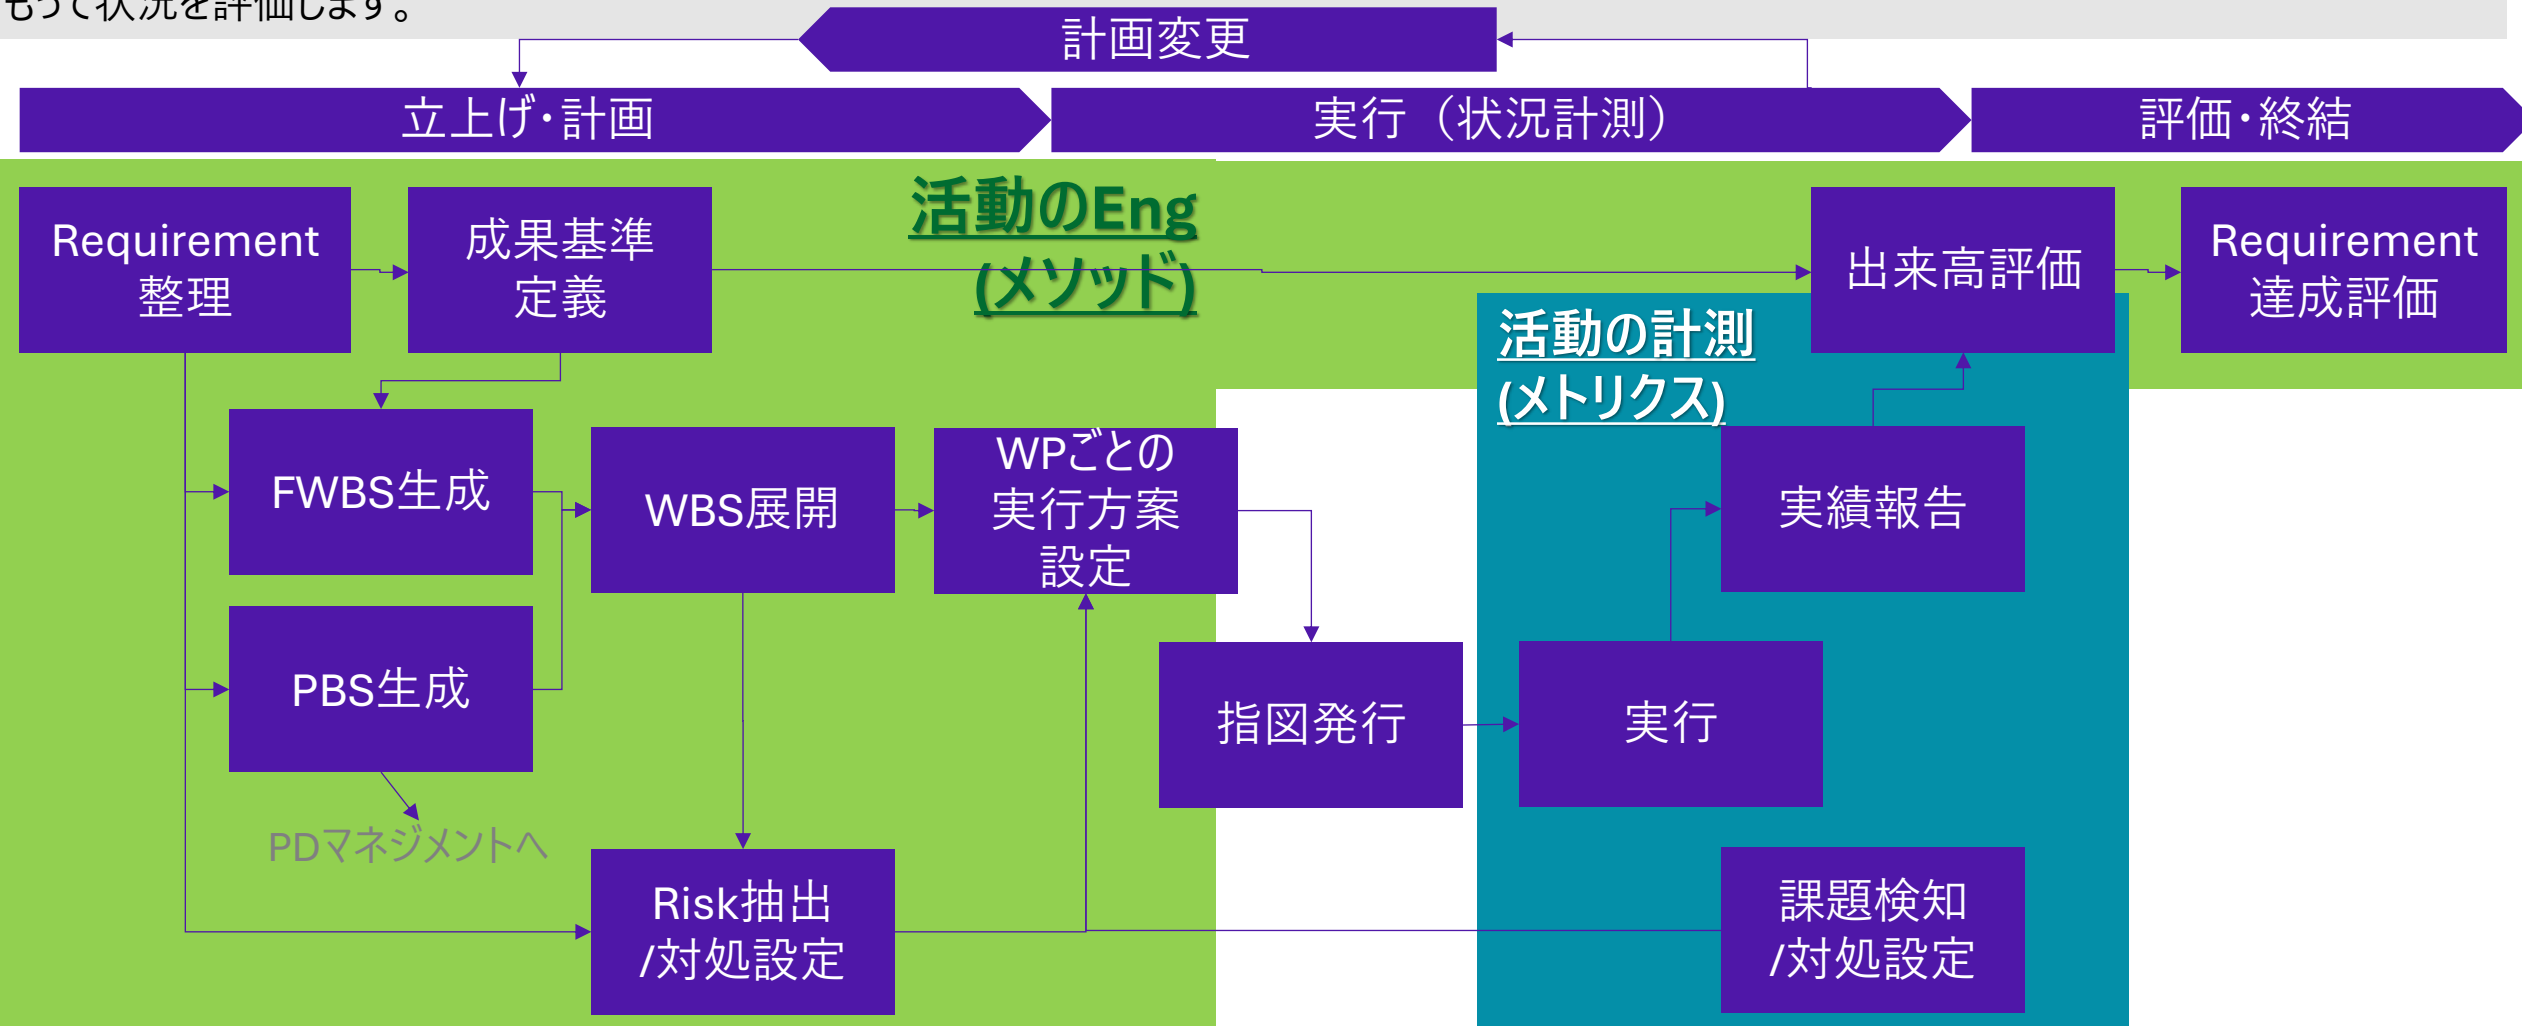 もって状況を評価します。
計画変更
立上げ・計画
実行（状況計測）
評価・終結
Requirement
整理
成果基準
定義
活動のEng
(メソッド)
出来高評価
Requirement
達成評価
活動の計測
(メトリクス)
FWBS生成
WBS展開
WPごとの
実行方案
設定
実績報告
PBS生成
指図発行
実行
PDマネジメントへ
Risk抽出
/対処設定
課題検知
/対処設定